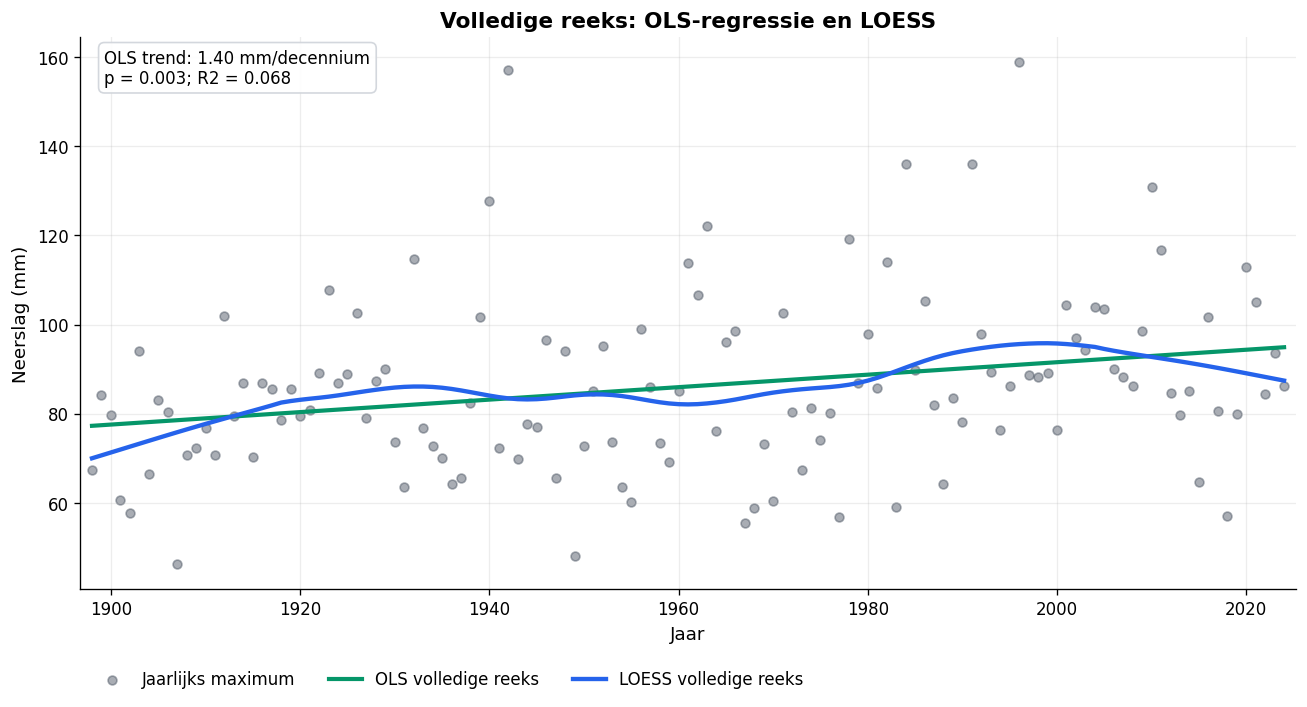 Volledige reeks: OLS-regressie en LOESS
OLS trend: 1.40 mm/decennium
p = 0.003; R2 = 0.068
Neerslag (mm)
160
140
120
100
80
60
1900 1920 1940 1960 1980 2000 2020
Jaar
Jaarlijks maximum OLS volledige reeks LOESS volledige reeks